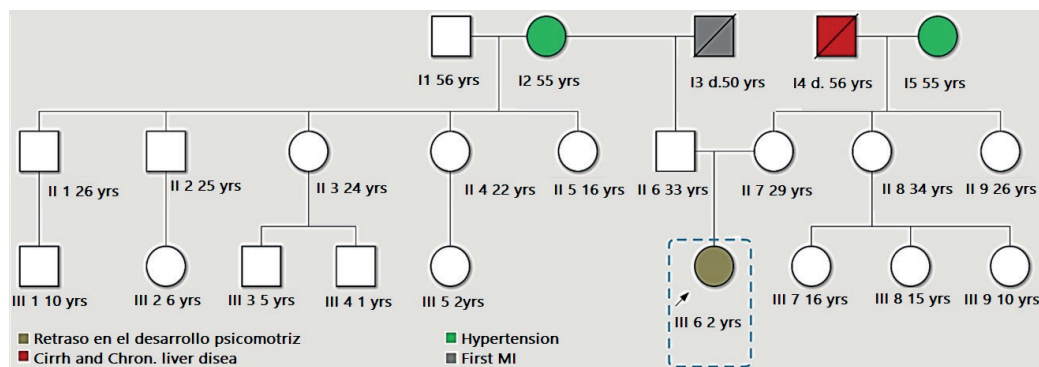 I1 56 yrs I2 55 yrs I3 d.50 yrs I4 d. 56 yrs I5 55 yrs
II 1 26 yrs II 2 25 yrs II 3 24 yrs II 4 22 yrs II 5 16 yrs II 6 33 yrs II 7 29 yrs II 8 34 yrs II 9 26 yrs
III 1 10 yrs III 2 6 yrs III 3 5 yrs III 4 1 yrs III 5 2yrs III 6 2 yrs III 7 16 yrs III 8 15 yrs III 9 10 yrs
Retraso en el desarrollo psicomotriz Hypertension
Cirrh and Chron. liver disea First MI